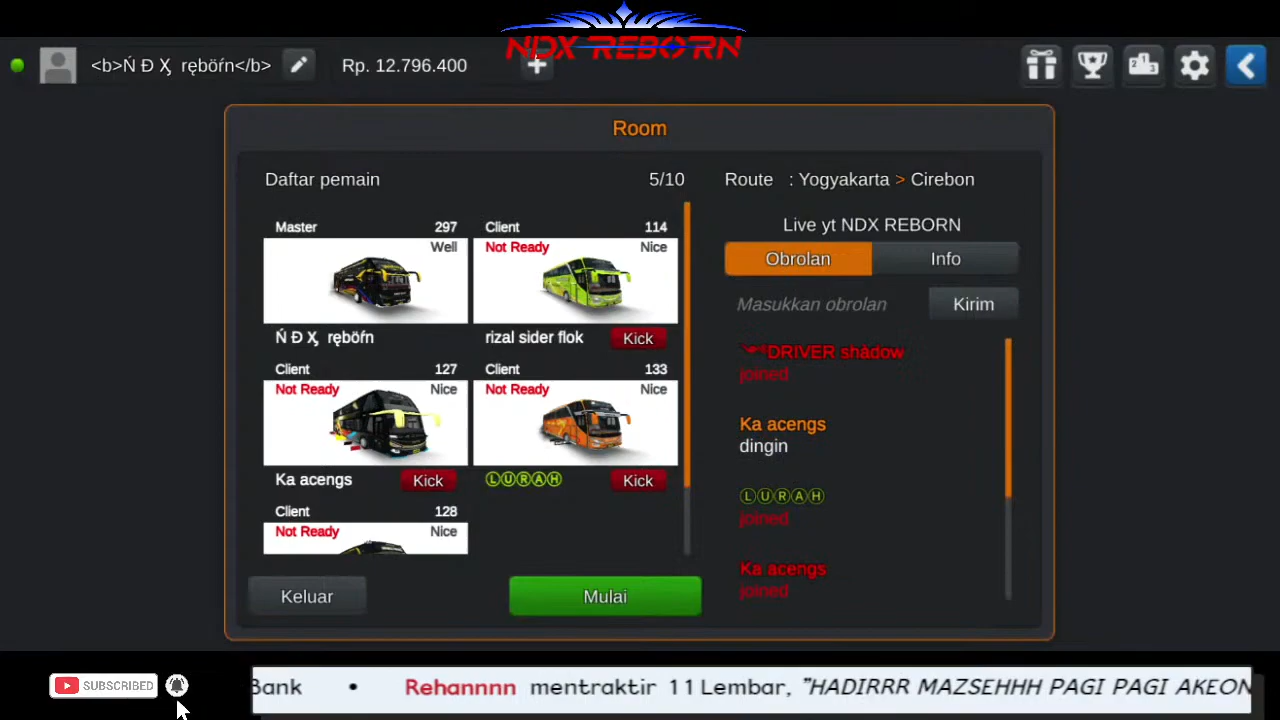 NDX REBORN
<b>Ń Đ Ҳ ręböŕn</b>
Rp. 12.796.400
Room
Daftar pemain 5/10
Route : Yogyakarta > Cirebon
Live yt NDX REBORN
Obrolan Info
Masukkan obrolan Kirim
Master 297
Well
Ń Đ Ҳ ręböŕn
Client 114
Not Ready Nice
rizal sider flok Kick
Client 127
Not Ready Nice
Ka acengs Kick
Client 133
Not Ready Nice
ⓁⓊⓇⒶⒽ Kick
Client 128
Not Ready Nice
DRIVER shàdow
joined
Ka acengs
dingin
ⓁⓊⓇⒶⒽ
joined
Ka acengs
joined
Keluar Mulai
SUBSCRIBED
Bank • Rehannnn mentraktir 11 Lembar, "HADIRRR MAZSEHHH PAGI PAGI AKEON